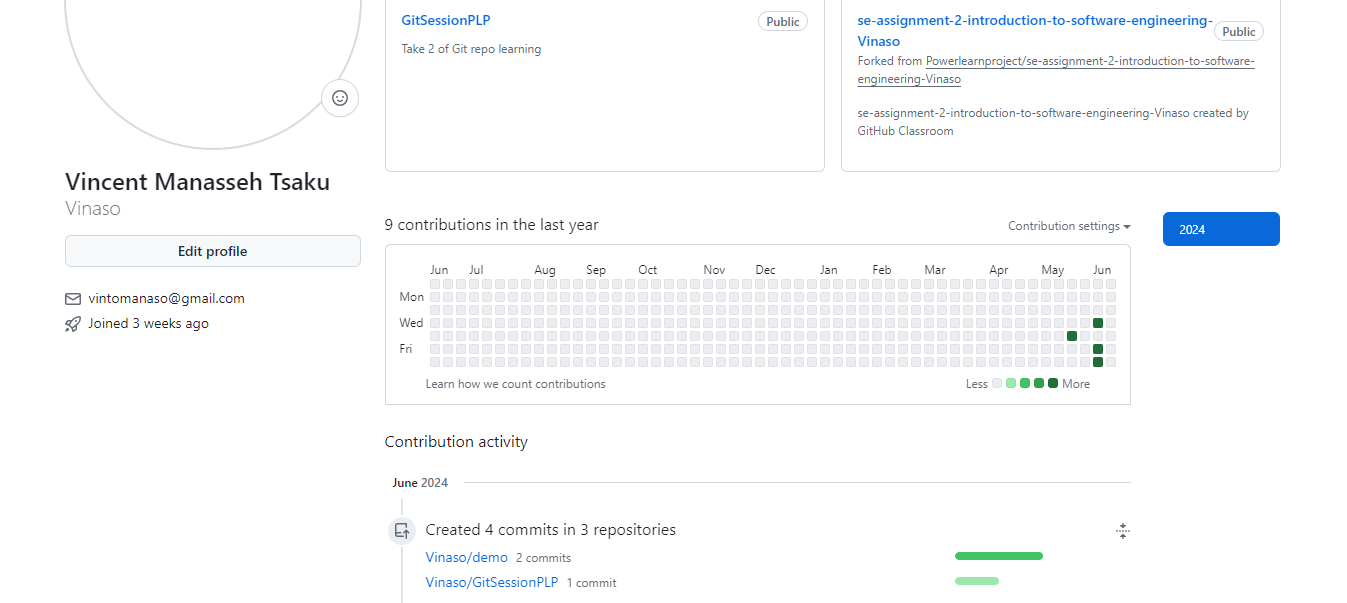 GitSessionPLP
Public
Take 2 of Git repo learning
se-assignment-2-introduction-to-software-engineering-
Vinaso
Public
Forked from Powerlearnproject/se-assignment-2-introduction-to-software-
engineering-Vinaso
se-assignment-2-introduction-to-software-engineering-Vinaso created by
GitHub Classroom
Vincent Manasseh Tsaku
Vinaso
Edit profile
vintomanaso@gmail.com
Joined 3 weeks ago
9 contributions in the last year
Contribution settings
2024
Jun Jul Aug Sep Oct Nov Dec Jan Feb Mar Apr May Jun
Mon
Wed
Fri
Learn how we count contributions
Less More
Contribution activity
June 2024
Created 4 commits in 3 repositories
Vinaso/demo 2 commits
Vinaso/GitSessionPLP 1 commit